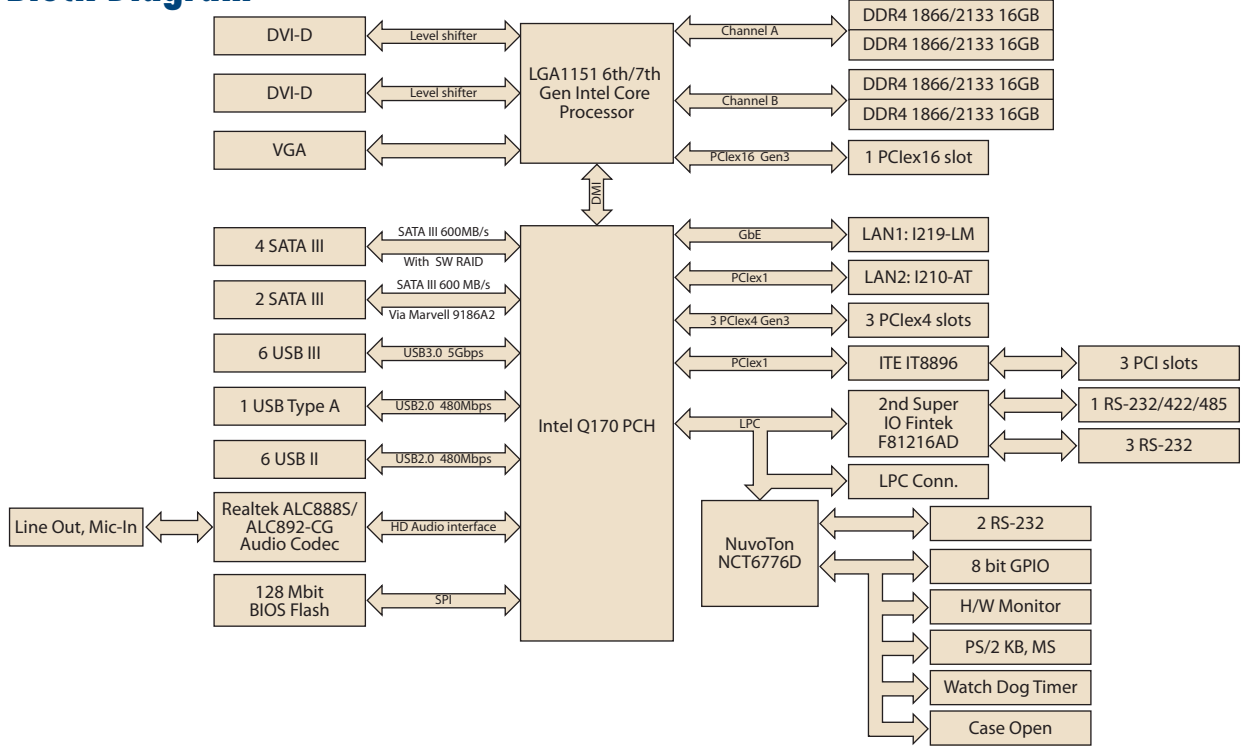 Block Diagram
DVI-D
Level shifter
DVI-D
Level shifter
VGA
LGA1151 6th/7th
Gen Intel Core
Processor
Channel A
DDR4 1866/2133 16GB
DDR4 1866/2133 16GB
Channel B
DDR4 1866/2133 16GB
DDR4 1866/2133 16GB
PCIex16 Gen3
1 PCIex16 slot
DMI
4 SATA III
SATA III 600MB/s
With SW RAID
2 SATA III
SATA III 600 MB/s
Via Marvell 9186A2
6 USB III
USB3.0 5Gbps
1 USB Type A
USB2.0 480Mbps
6 USB II
USB2.0 480Mbps
Line Out, Mic-In
Realtek ALC888S/
ALC892-CG
Audio Codec
HD Audio interface
128 Mbit
BIOS Flash
SPI
Intel Q170 PCH
GbE
LAN1: I219-LM
PCIex1
LAN2: I210-AT
3 PCIex4 Gen3
3 PCIex4 slots
PCIex1
ITE IT8896
3 PCI slots
LPC
2nd Super
IO Fintek
F81216AD
1 RS-232/422/485
3 RS-232
LPC Conn.
NuvoTon
NCT6776D
2 RS-232
8 bit GPIO
H/W Monitor
PS/2 KB, MS
Watch Dog Timer
Case Open